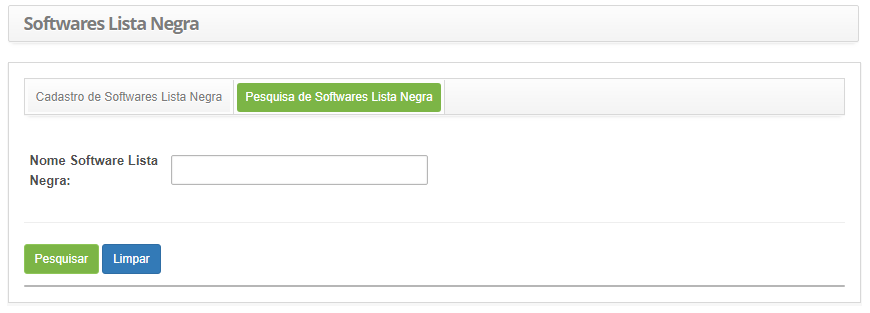 Softwares Lista Negra
Cadastro de Softwares Lista Negra
Pesquisa de Softwares Lista Negra
Nome Software Lista
Negra:
Pesquisar
Limpar